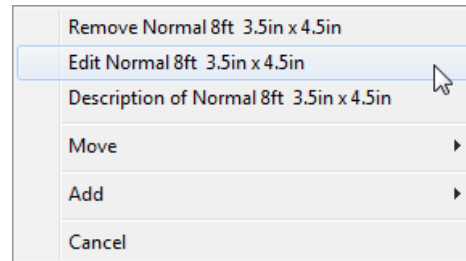 Remove Normal 8ft  3.5in x 4.5in
Edit Normal 8ft  3.5in x 4.5in
Description of Normal 8ft  3.5in x 4.5in
Move
Add
Cancel